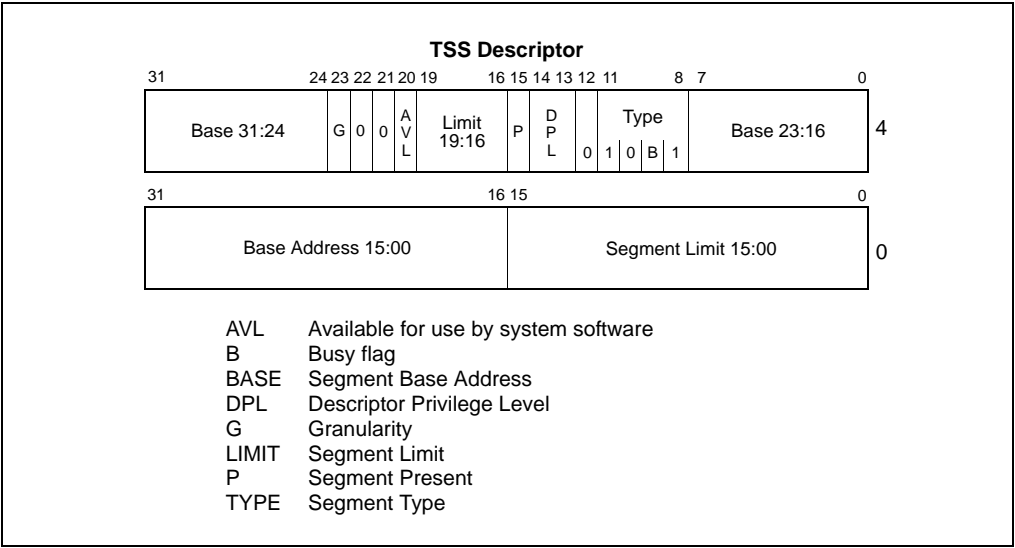 TSS Descriptor
31 24 23 22 21 20 19 16 15 14 13 12 11 8 7 0
Base 31:24 G 0 0 AVL Limit 19:16 P DPL 0 Type 1 0 B 1 Base 23:16 4
31 16 15 0
Base Address 15:00 Segment Limit 15:00 0
AVL Available for use by system software
B Busy flag
BASE Segment Base Address
DPL Descriptor Privilege Level
G Granularity
LIMIT Segment Limit
P Segment Present
TYPE Segment Type